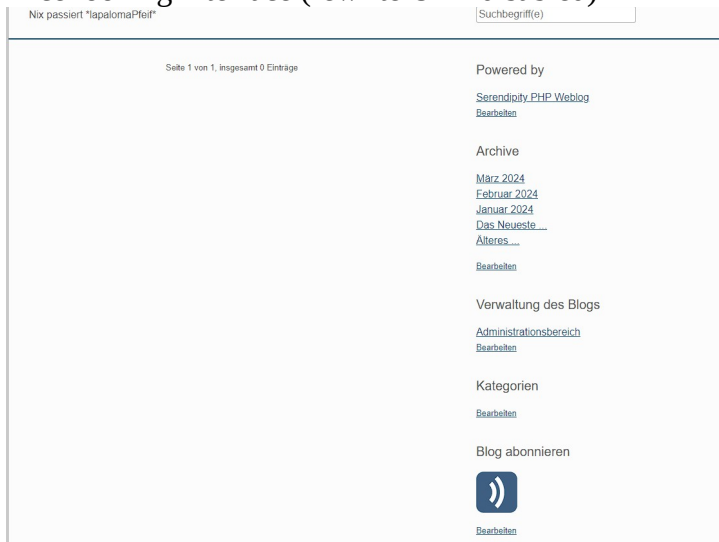 Nix passiert *lapalomaPfeif*
Suchbegriff(e)
Seite 1 von 1, insgesamt 0 Einträge
Powered by
Serendipity PHP Weblog
Bearbeiten
Archive
März 2024
Februar 2024
Januar 2024
Das Neueste ...
Älteres ...
Bearbeiten
Verwaltung des Blogs
Administrationsbereich
Bearbeiten
Kategorien
Bearbeiten
Blog abonnieren
Bearbeiten